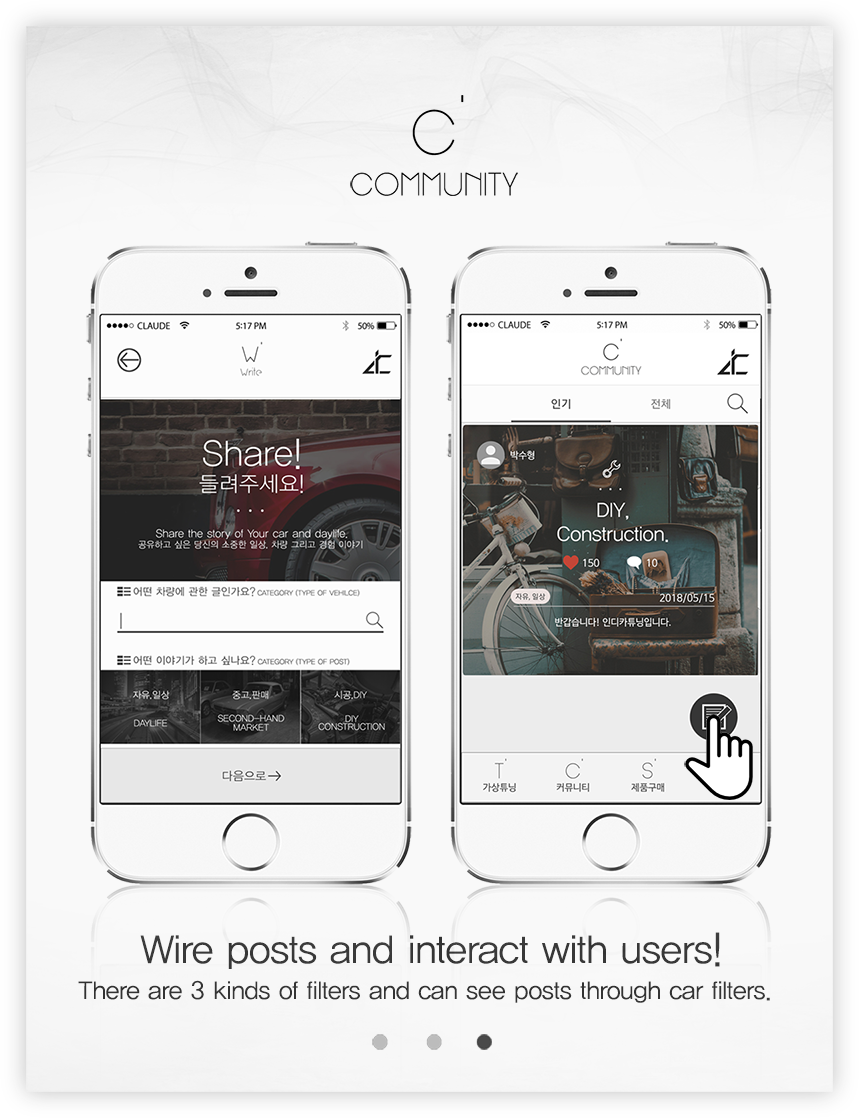 C'
COMMUNITY
CLAUDE
5:17 PM
50%
W'
Write
Share!
들려주세요!
Share the story of Your car and daylife.
공유하고 싶은 당신의 소중한 일상, 차량 그리고 경험 이야기
어떤 차량에 관한 글인가요? CATEGORY (TYPE OF VEHILCE)
어떤 이야기가 하고 싶나요? CATEGORY (TYPE OF POST)
자유,일상
DAYLIFE
중고,판매
SECOND-HAND
MARKET
시공,DIY
DIY
CONSTRUCTION
다음으로→
CLAUDE
5:17 PM
50%
C'
COMMUNITY
인기
전체
박수형
DIY,
Construction.
150
10
자유, 일상
2018/05/15
반갑습니다! 인디카튜닝입니다.
T'
가상튜닝
C'
커뮤니티
S'
제품구매
Wire posts and interact with users!
There are 3 kinds of filters and can see posts through car filters.